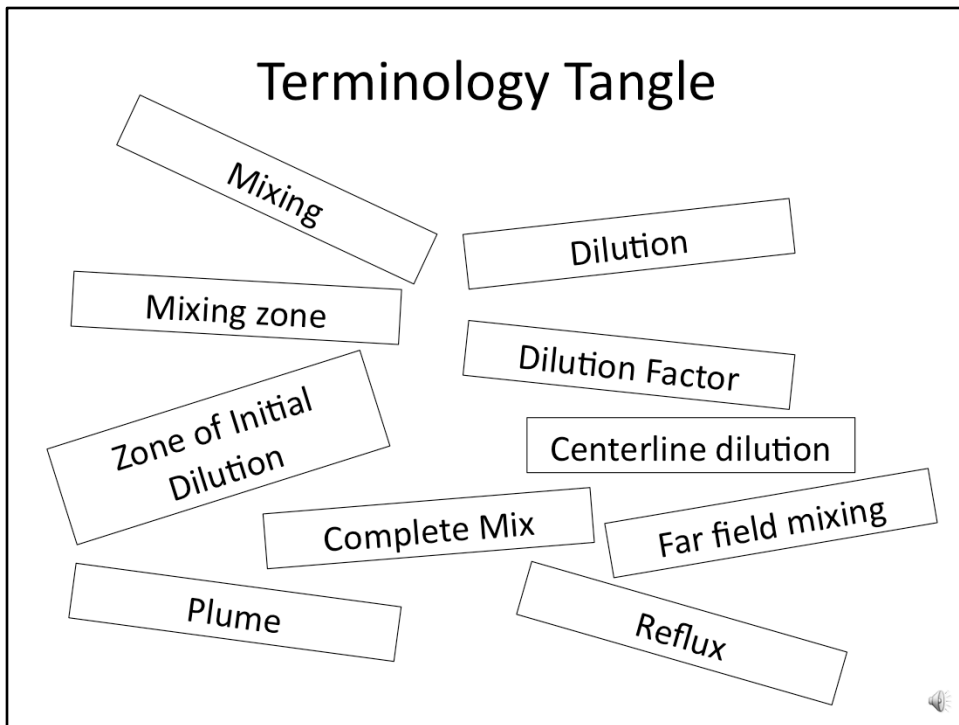 Terminology Tangle
Mixing
Dilution
Mixing zone
Dilution Factor
Zone of Initial
Dilution
Centerline dilution
Complete Mix
Far field mixing
Plume
Reflux